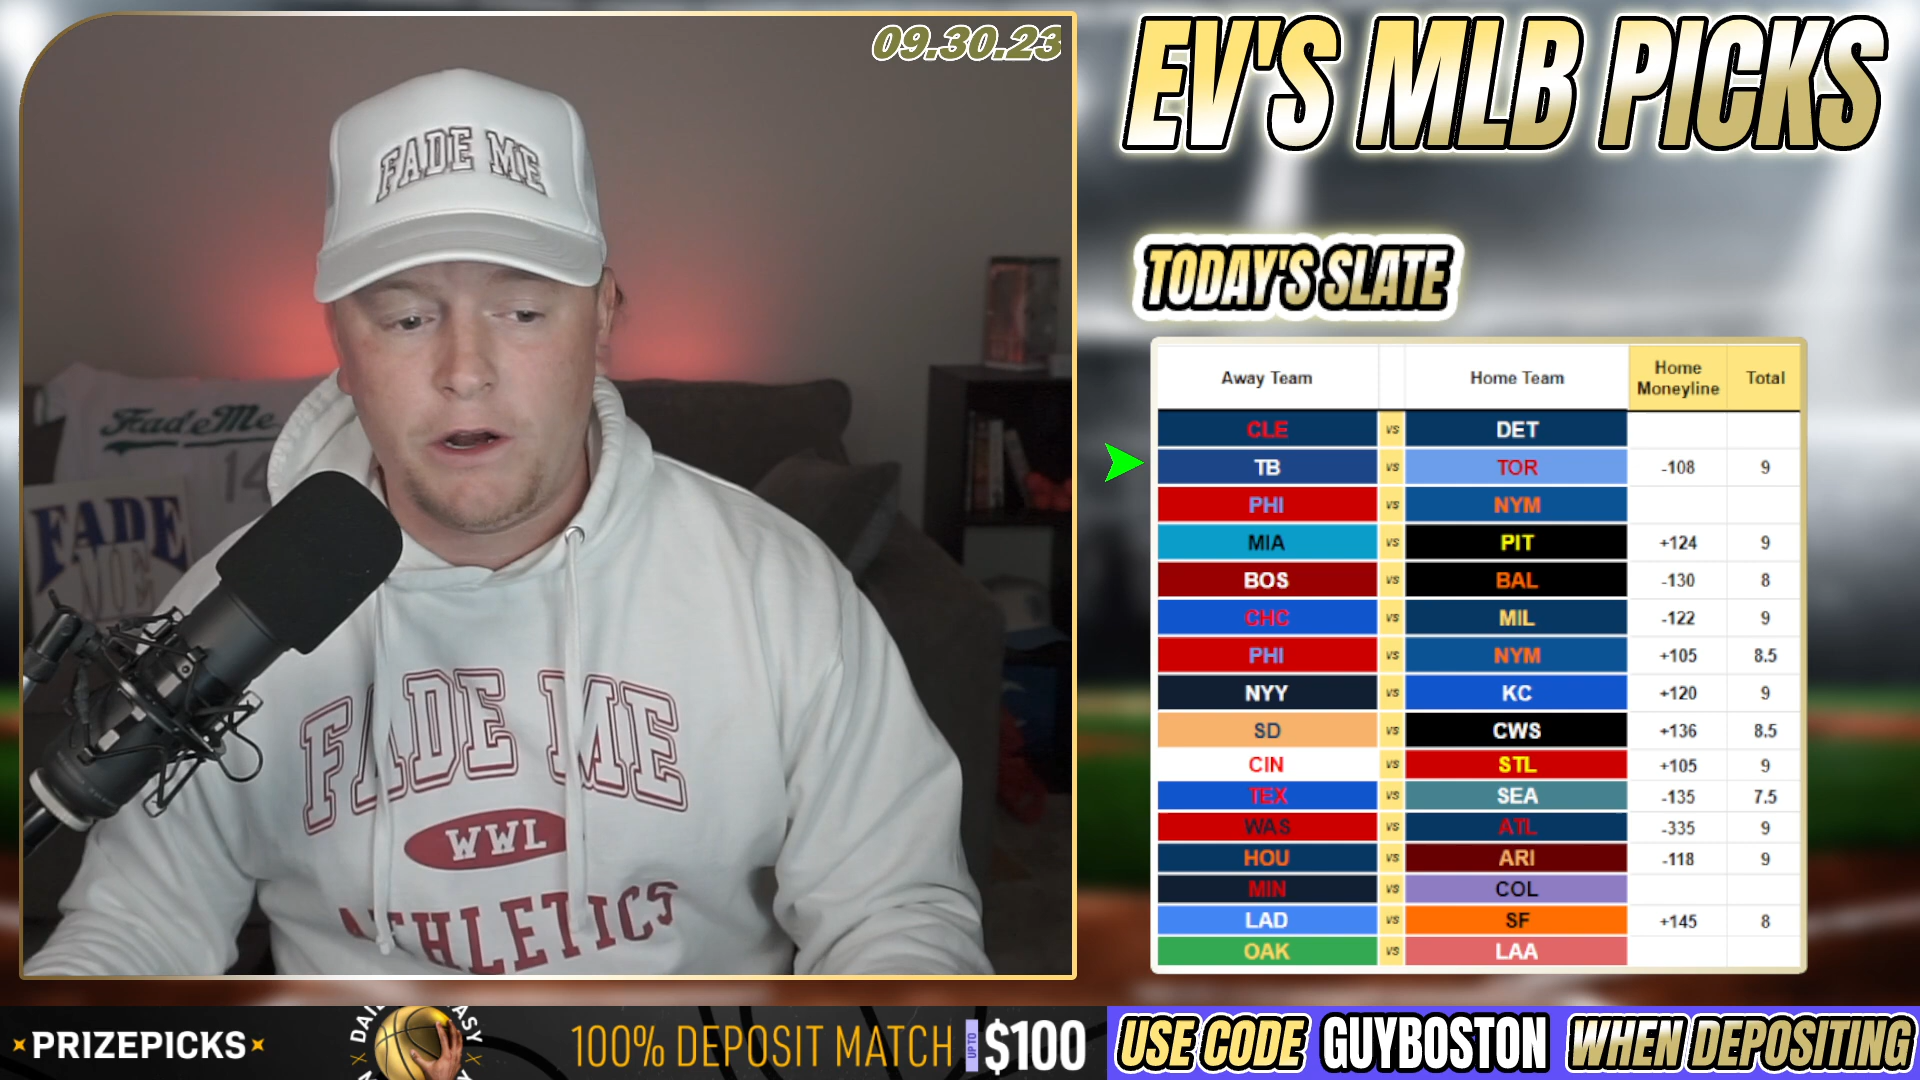 09.30.23
EV'S MLB PICKS
FADE ME
TODAY'S SLATE
Away Team Home Team Home Moneyline Total
CLE vs DET
TB vs TOR -108 9
PHI vs NYM
MIA vs PIT +124 9
BOS vs BAL -130 8
CHC vs MIL -122 9
PHI vs NYM +105 8.5
NYY vs KC +120 9
SD vs CWS +136 8.5
CIN vs STL +105 9
TEX vs SEA -135 7.5
WAS vs ATL -335 9
HOU vs ARI -118 9
MIN vs COL
LAD vs SF +145 8
OAK vs LAA
FadeMe
14
FADE
ME
FADE ME
WWL
ATHLETICS
PRIZEPICKS
100% DEPOSIT MATCH UP TO $100
USE CODE GUYBOSTON WHEN DEPOSITING